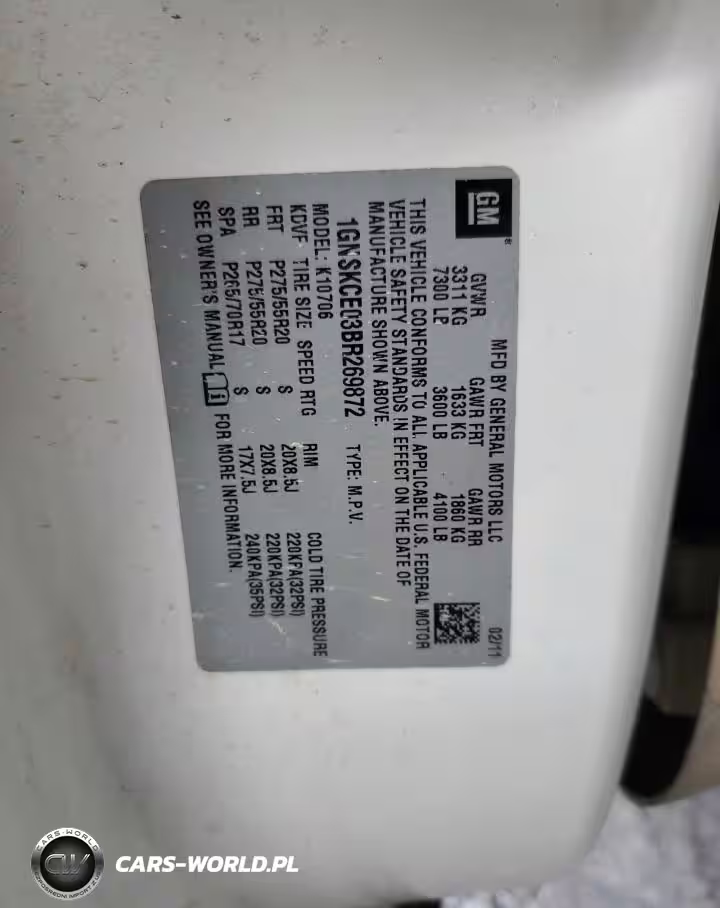 GM®
MFD BY GENERAL MOTORS LLC 02/11
GVWR GAWR FRT GAWR RR
3311 KG 1633 KG 1860 KG
7300 LB 3600 LB 4100 LB
THIS VEHICLE CONFORMS TO ALL APPLICABLE U.S. FEDERAL MOTOR
VEHICLE SAFETY STANDARDS IN EFFECT ON THE DATE OF
MANUFACTURE SHOWN ABOVE.
1GNSKCE03BR269872 TYPE: M.P.V.
MODEL: K10706
KDVF TIRE SIZE SPEED RTG RIM COLD TIRE PRESSURE
FRT P275/55R20 S 20X8.5J 220KPA(32PSI)
RR P275/55R20 S 20X8.5J 220KPA(32PSI)
SPA P265/70R17 S 17X7.5J 240KPA(35PSI)
SEE OWNER'S MANUAL i FOR MORE INFORMATION.
CARS-WORLD
CW
CARS-WORLD.PL